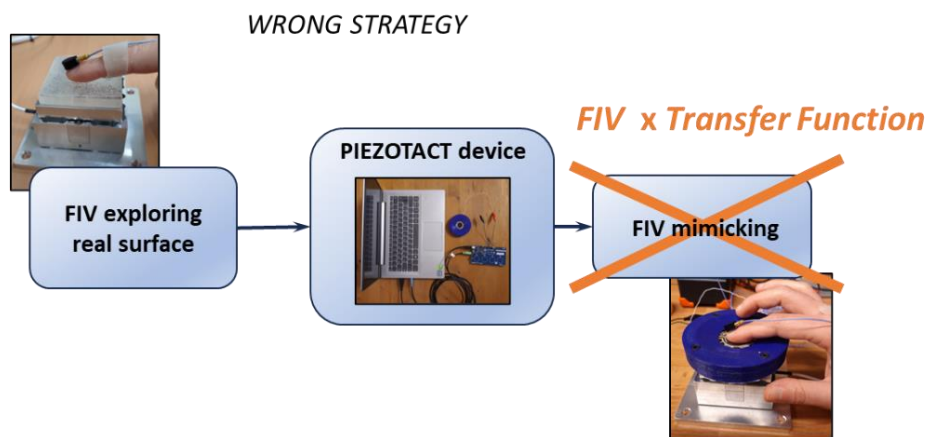 WRONG STRATEGY
FIV x Transfer Function
PIEZOTACT device
FIV exploring
real surface
FIV mimicking